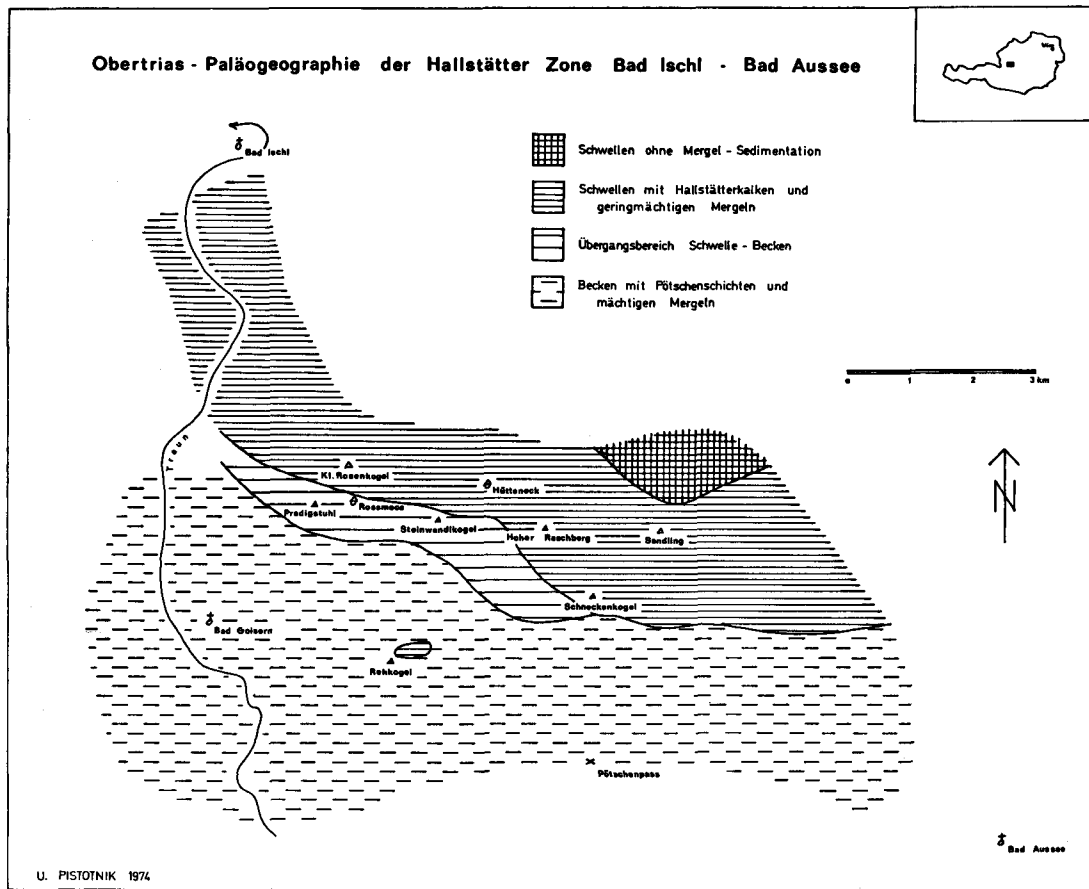 Obertrias - Paläogeographie der Hallstätter Zone Bad Ischl - Bad Aussee
Wg
Bad Ischl
Schwellen ohne Mergel - Sedimentation
Schwellen mit Hallstätterkalken und
geringmächtigen Mergeln
Übergangsbereich Schwelle - Becken
Becken mit Pötschenschichten und
mächtigen Mergeln
0 1 2 3 km
Traun
N
Kl. Rosenkogel
Hütteneck
Rossmoos
Predigstuhl
Steinwandlkogel
Hoher Raschberg
Sandling
Schneckenkogel
Bad Goisern
Rehkogel
Pötschenpass
Bad Aussee
U. PISTOTNIK 1974